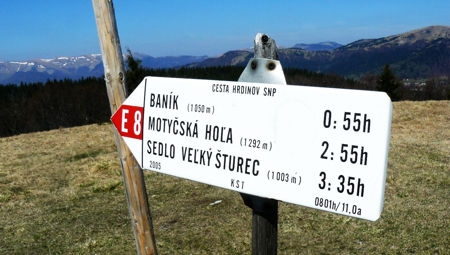 CESTA HRDINOV SNP
E8
BANÍK (1050 m) 0:55h
MOTYČSKÁ HOĽA (1292 m) 2:55h
SEDLO VEĽKÝ ŠTUREC (1003 m) 3:35h
2005 KST 0801h/11.0a